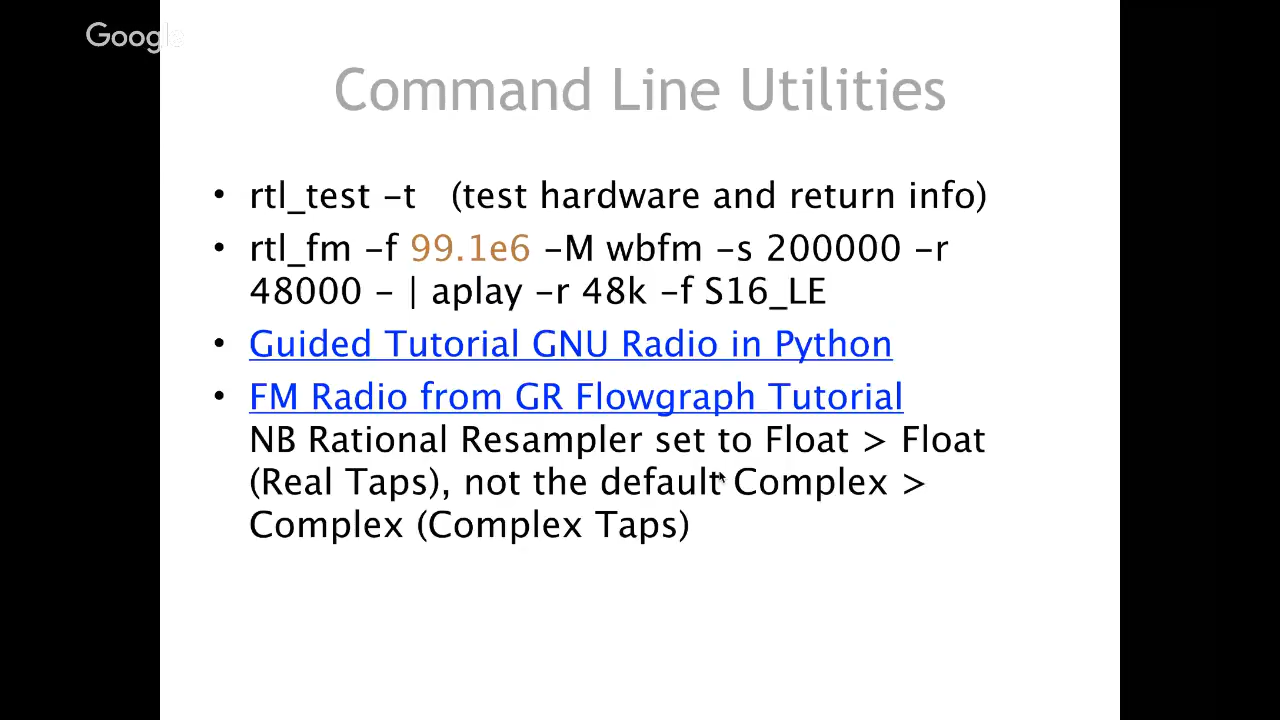 Google
Command Line Utilities
• rtl_test -t (test hardware and return info)
• rtl_fm -f 99.1e6 -M wbfm -s 200000 -r
48000 - | aplay -r 48k -f S16_LE
• Guided Tutorial GNU Radio in Python
• FM Radio from GR Flowgraph Tutorial
NB Rational Resampler set to Float > Float
(Real Taps), not the default Complex >
Complex (Complex Taps)